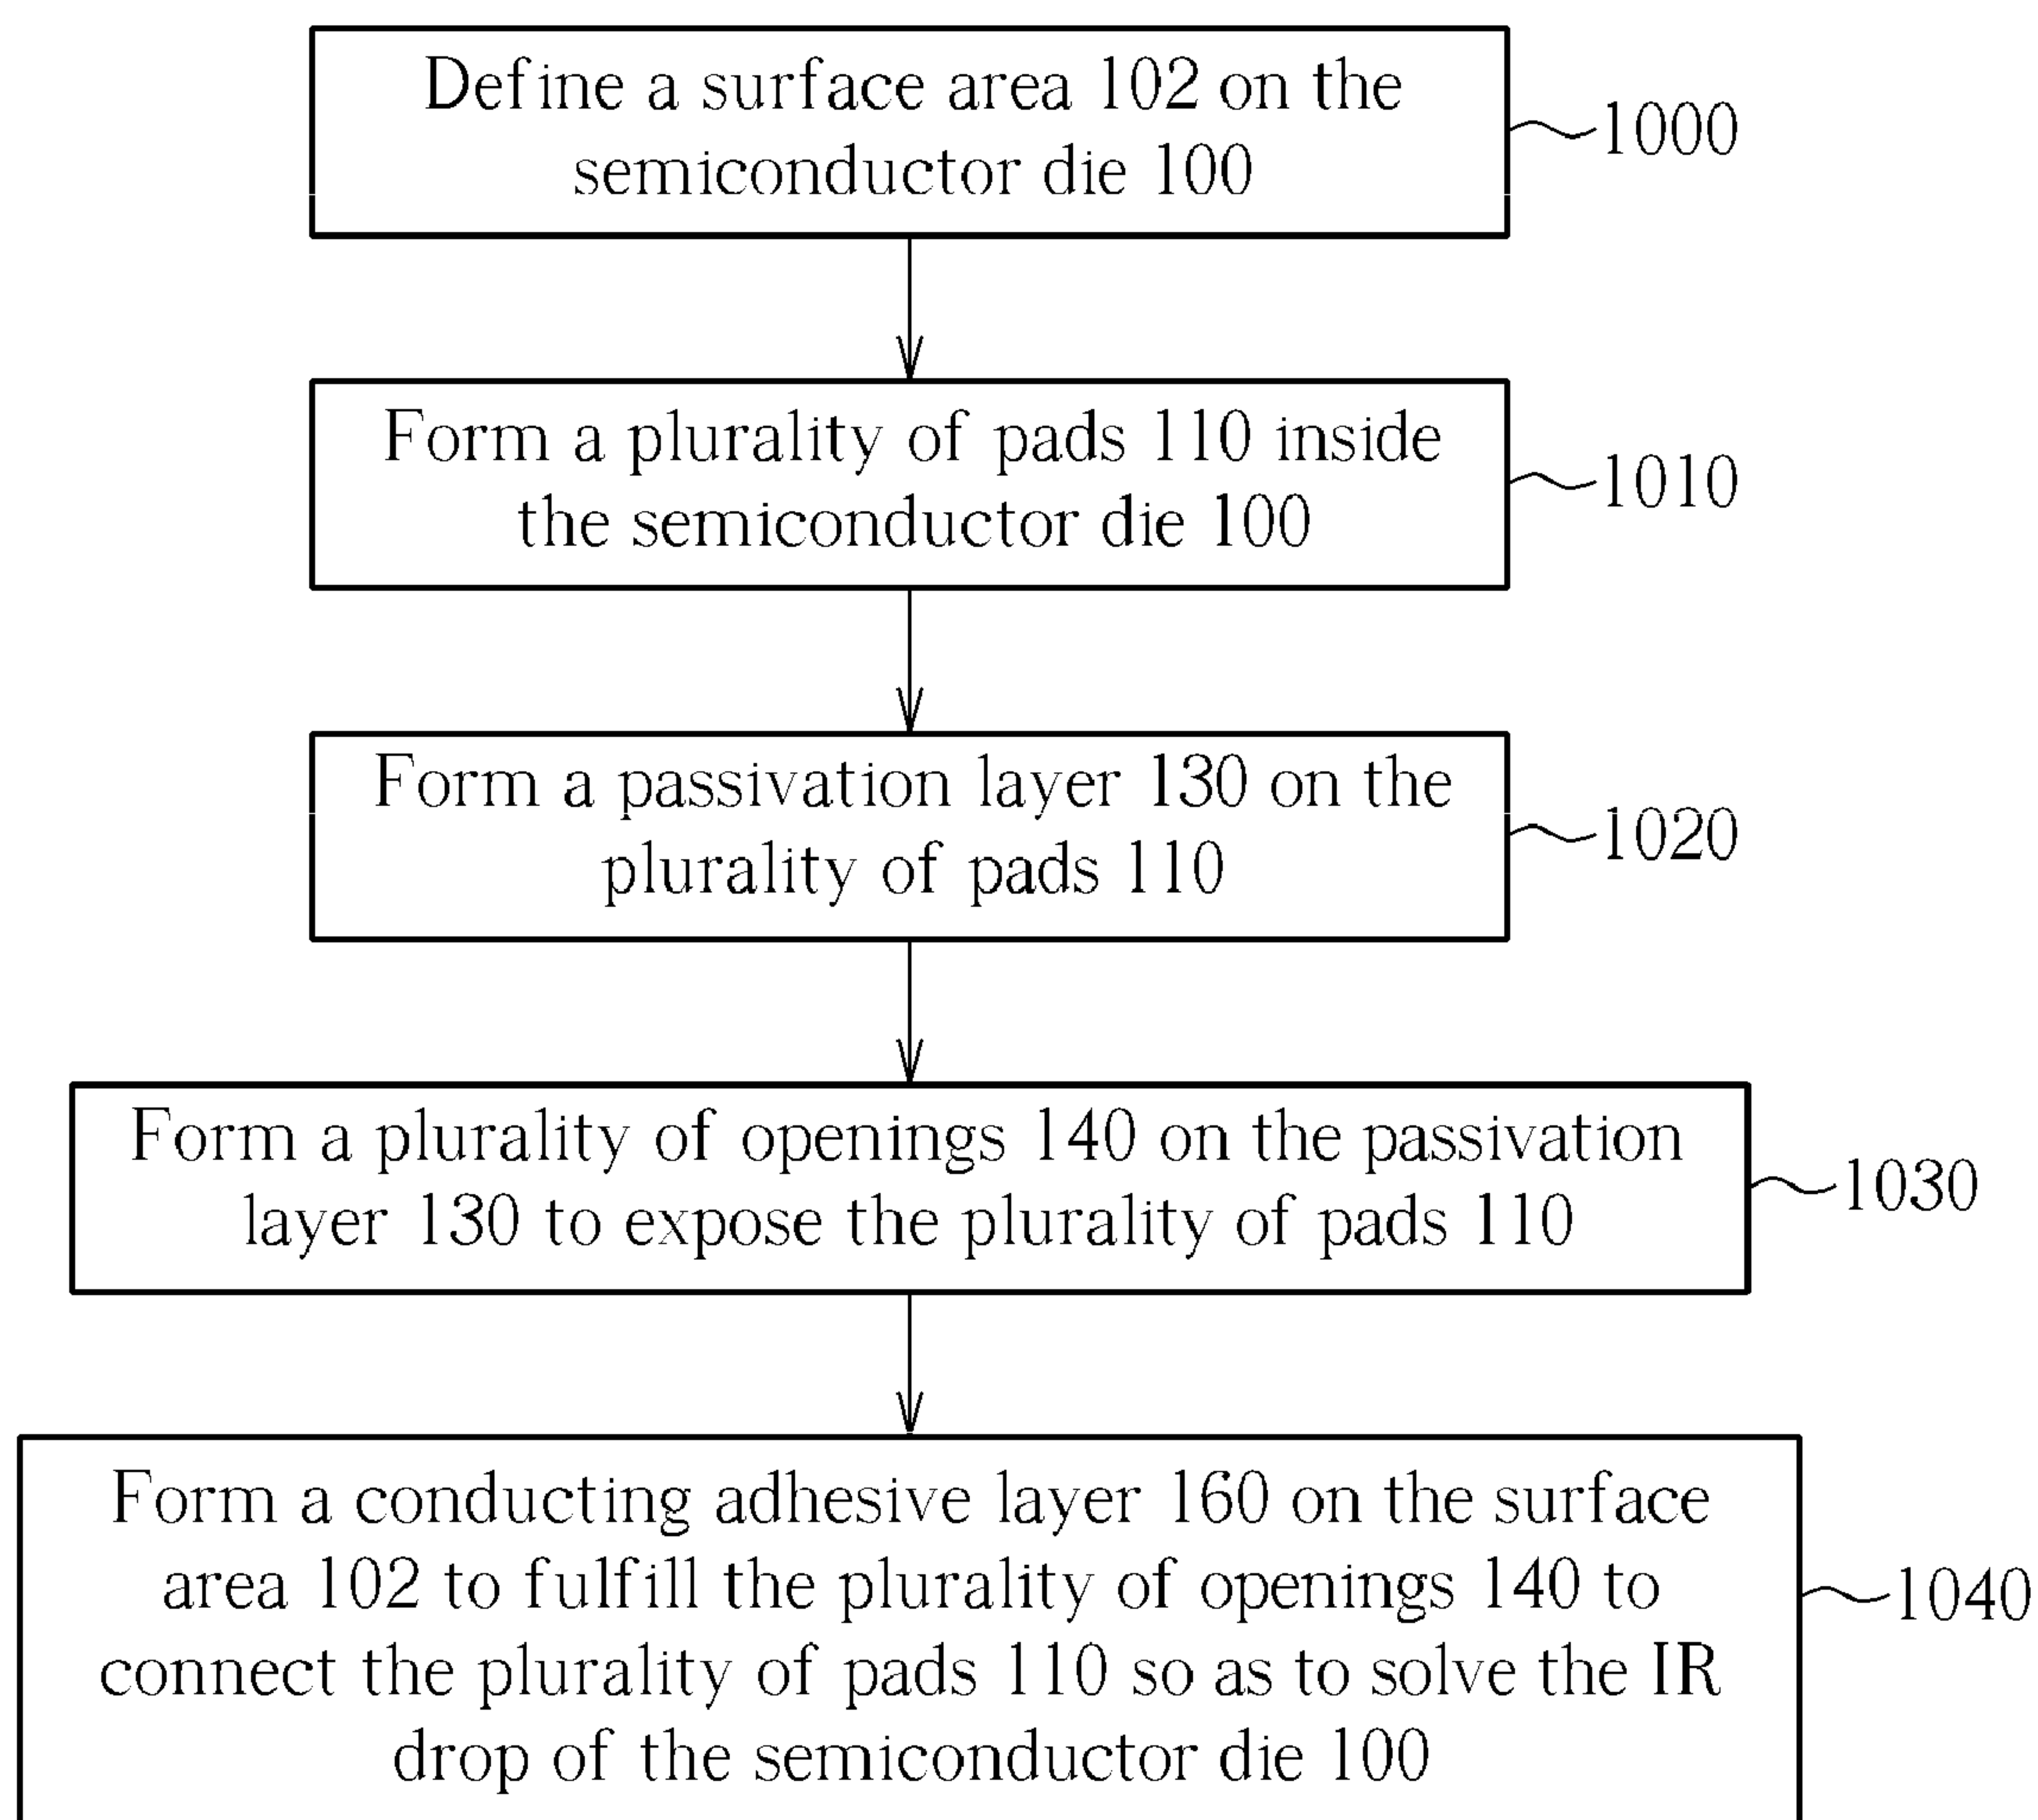 Define a surface area 102 on the
semiconductor die 100
1000
Form a plurality of pads 110 inside
the semiconductor die 100
1010
Form a passivation layer 130 on the
plurality of pads 110
1020
Form a plurality of openings 140 on the passivation
layer 130 to expose the plurality of pads 110
1030
Form a conducting adhesive layer 160 on the surface
area 102 to fulfill the plurality of openings 140 to
connect the plurality of pads 110 so as to solve the IR
drop of the semiconductor die 100
1040